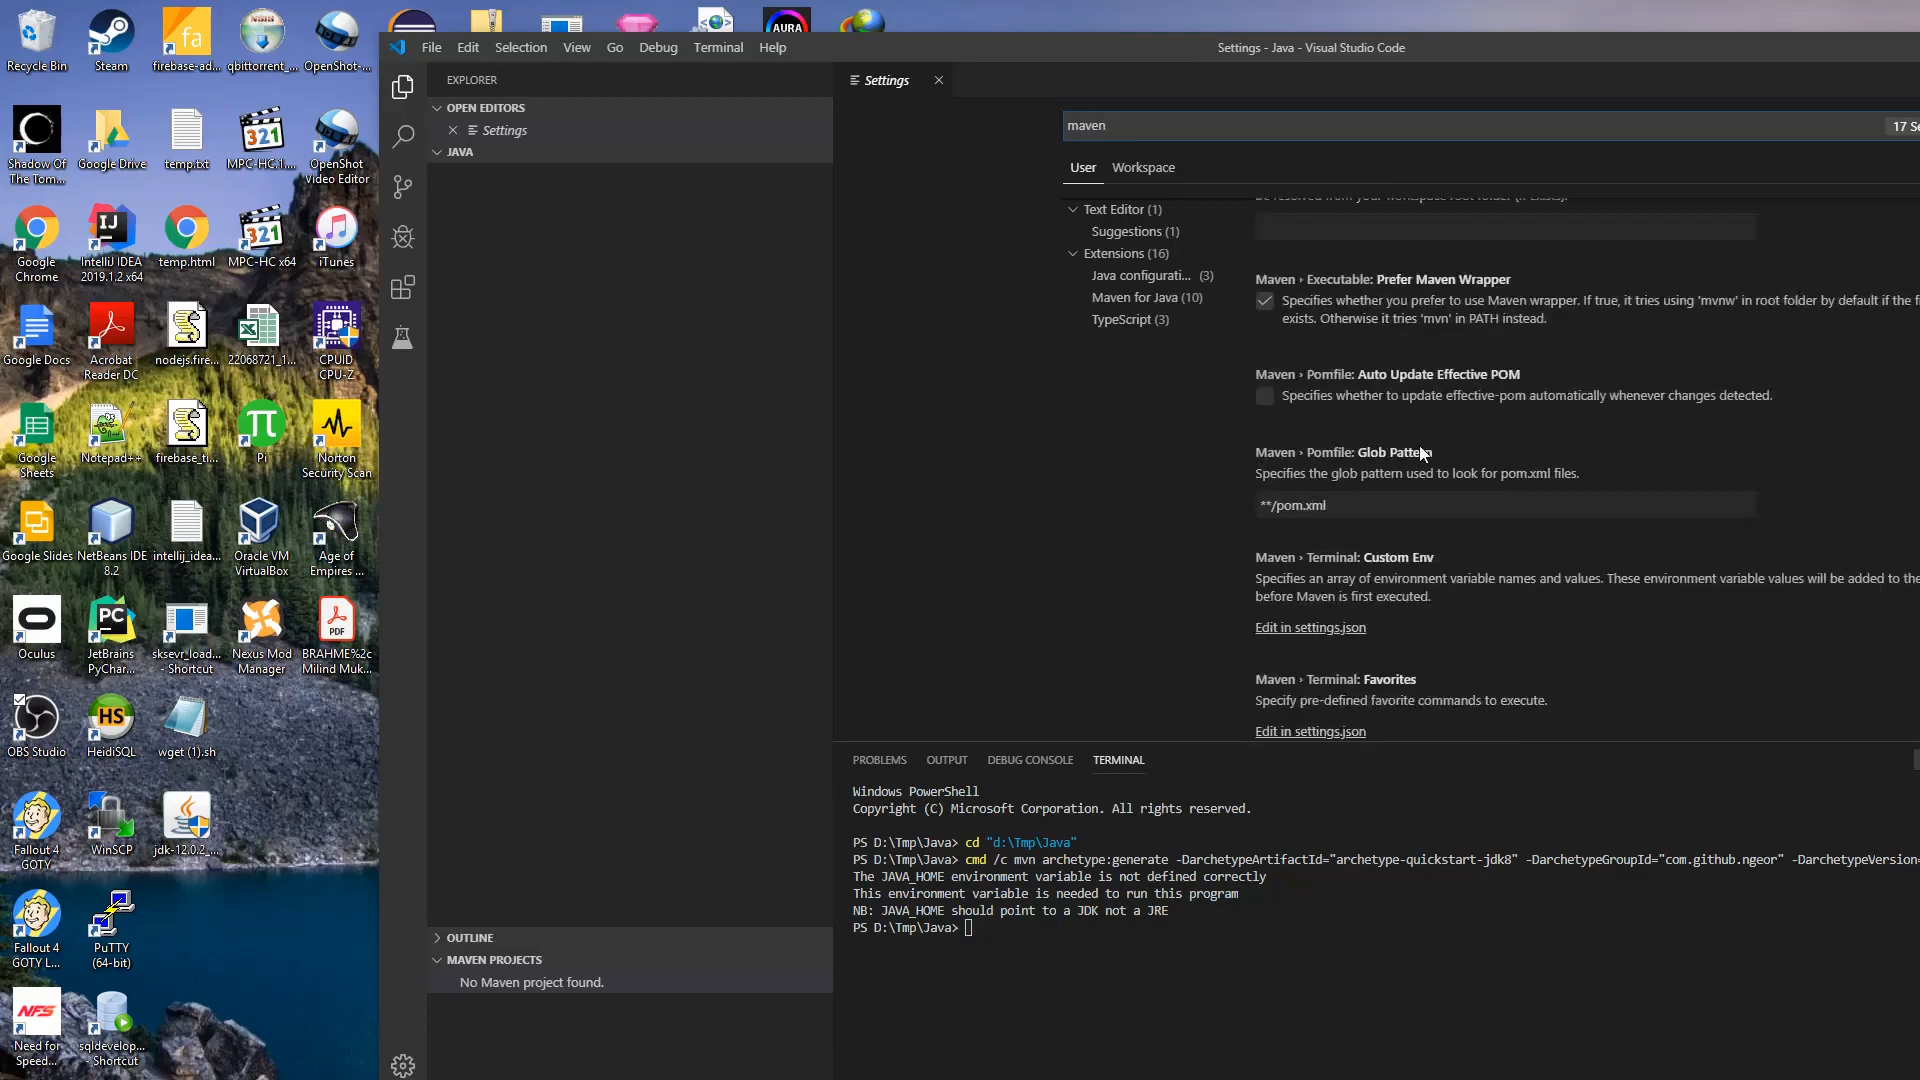 AURA
Recycle Bin
Steam
firebase-ad...
qbittorrent_...
OpenShot-...
Shadow Of
The Tom...
Google Drive
temp.txt
MPC-HC.1....
OpenShot
Video Editor
Google
Chrome
IntelliJ IDEA
2019.1.2 x64
temp.html
MPC-HC x64
iTunes
Google Docs
Acrobat
Reader DC
nodejs.fire...
22068721_1...
CPUID
CPU-Z
Google
Sheets
Notepad++
firebase_ti...
Pi
Norton
Security Scan
Google Slides
NetBeans IDE
8.2
intellij_idea...
Oracle VM
VirtualBox
Age of
Empires ...
Oculus
JetBrains
PyChar...
sksevr_load...
- Shortcut
Nexus Mod
Manager
BRAHME%2c
Milind Muk...
OBS Studio
HeidiSQL
wget (1).sh
Fallout 4
GOTY
WinSCP
jdk-12.0.2_...
Fallout 4
GOTY L...
PuTTY
(64-bit)
Need for
Speed...
sqldevelop...
- Shortcut
File Edit Selection View Go Debug Terminal Help
Settings - Java - Visual Studio Code
EXPLORER
OPEN EDITORS
Settings
JAVA
OUTLINE
MAVEN PROJECTS
No Maven project found.
Settings
maven
17 Se
User Workspace
Text Editor (1)
Suggestions (1)
Extensions (16)
Java configurati... (3)
Maven for Java (10)
TypeScript (3)
Maven › Executable: Prefer Maven Wrapper
Specifies whether you prefer to use Maven wrapper. If true, it tries using 'mvnw' in root folder by default if the fi
exists. Otherwise it tries 'mvn' in PATH instead.
Maven › Pomfile: Auto Update Effective POM
Specifies whether to update effective-pom automatically whenever changes detected.
Maven › Pomfile: Glob Pattern
Specifies the glob pattern used to look for pom.xml files.
**/pom.xml
Maven › Terminal: Custom Env
Specifies an array of environment variable names and values. These environment variable values will be added to the
before Maven is first executed.
Edit in settings.json
Maven › Terminal: Favorites
Specify pre-defined favorite commands to execute.
Edit in settings.json
PROBLEMS OUTPUT DEBUG CONSOLE TERMINAL
Windows PowerShell
Copyright (C) Microsoft Corporation. All rights reserved.
PS D:\Tmp\Java> cd "d:\Tmp\Java"
PS D:\Tmp\Java> cmd /c mvn archetype:generate -DarchetypeArtifactId="archetype-quickstart-jdk8" -DarchetypeGroupId="com.github.ngeor" -DarchetypeVersion=
The JAVA_HOME environment variable is not defined correctly
This environment variable is needed to run this program
NB: JAVA_HOME should point to a JDK not a JRE
PS D:\Tmp\Java>